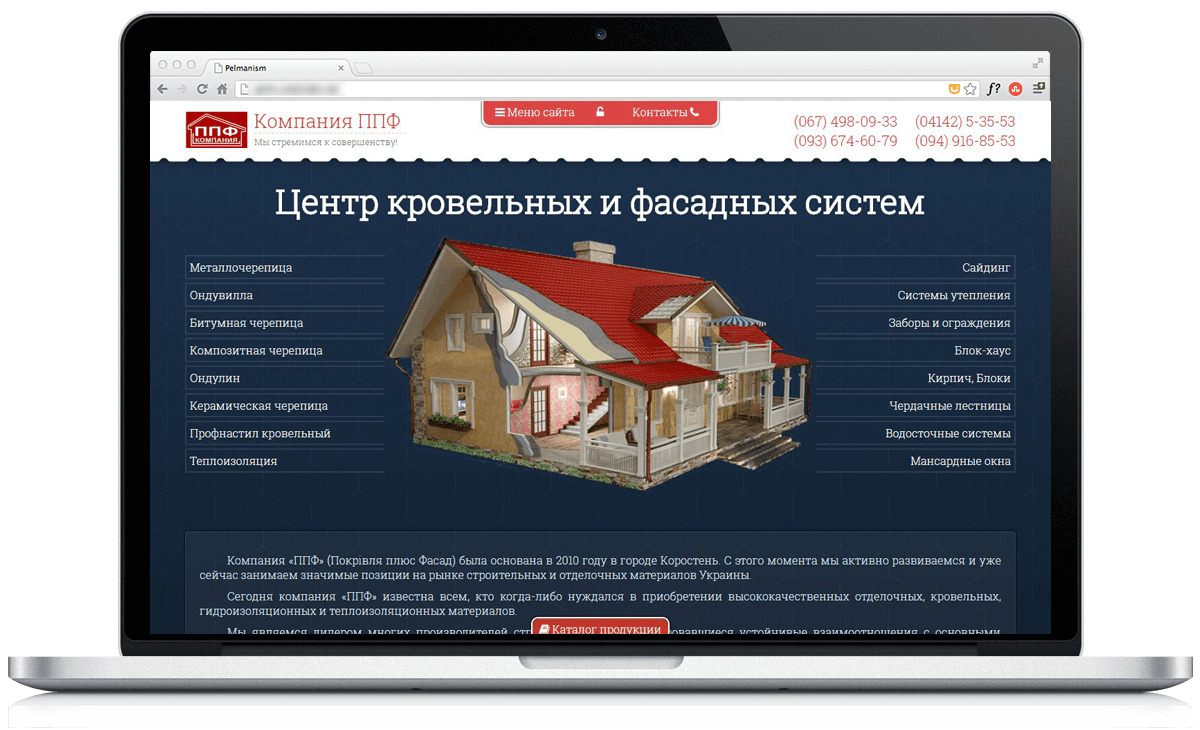 Pelmanism
ППФ
КОМПАНИЯ
Компания ППФ
Мы стремимся к совершенству!
Меню сайта
Контакты
(067) 498-09-33 (04142) 5-35-53
(093) 674-60-79 (094) 916-85-53
f?
Центр кровельных и фасадных систем
Металлочерепица
Ондувилла
Битумная черепица
Композитная черепица
Ондулин
Керамическая черепица
Профнастил кровельный
Теплоизоляция
Сайдинг
Системы утепления
Заборы и ограждения
Блок-хаус
Кирпич, Блоки
Чердачные лестницы
Водосточные системы
Мансардные окна
Компания «ППФ» (Покрівля плюс Фасад) была основана в 2010 году в городе Коростень. С этого момента мы активно развиваемся и уже
сейчас занимаем значимые позиции на рынке строительных и отделочных материалов Украины.
Сегодня компания «ППФ» известна всем, кто когда-либо нуждался в приобретении высококачественных отделочных, кровельных,
гидроизоляционных и теплоизоляционных материалов.
Мы являемся лидером многих производителей устойчивые взаимоотношения с основными
Каталог продукции